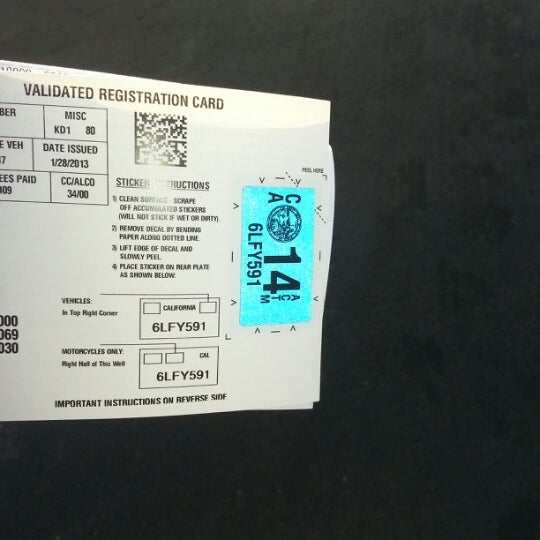 VALIDATED REGISTRATION CARD
BER
MISC
KD1 80
E VEH
DATE ISSUED
1/28/2013
EES PAID
CC/ALCO
34/00
STICKER
1) CLEAN SURFACE - SCRAPE
OFF ACCUMULATED STICKERS
(WILL NOT STICK IF WET OR DIRTY).
2) REMOVE DECAL BY BENDING
PAPER ALONG DOTTED LINE.
3) LIFT EDGE OF DECAL AND
SLOWLY PEEL.
4) PLACE STICKER ON REAR PLATE
AS SHOWN BELOW.
PEEL HERE
CA
14
6LFY591
VEHICLES:
In Top Right Corner
CALIFORNIA
6LFY591
000
069
030
MOTORCYCLES ONLY:
Right Half of This Well
CAL
6LFY591
IMPORTANT INSTRUCTIONS ON REVERSE SIDE